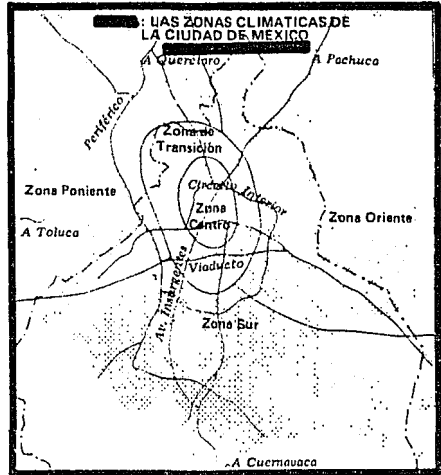 : LAS ZONAS CLIMATICAS DE
LA CIUDAD DE MEXICO
A Querétaro
A Pachuca
Periférico
Zona de
Transición
Zona Poniente
Circuito Interior
Zona
Centro
Zona Oriente
A Toluca
Viaducto
Av. Insurgentes
Zona Sur
A Cuernavaca